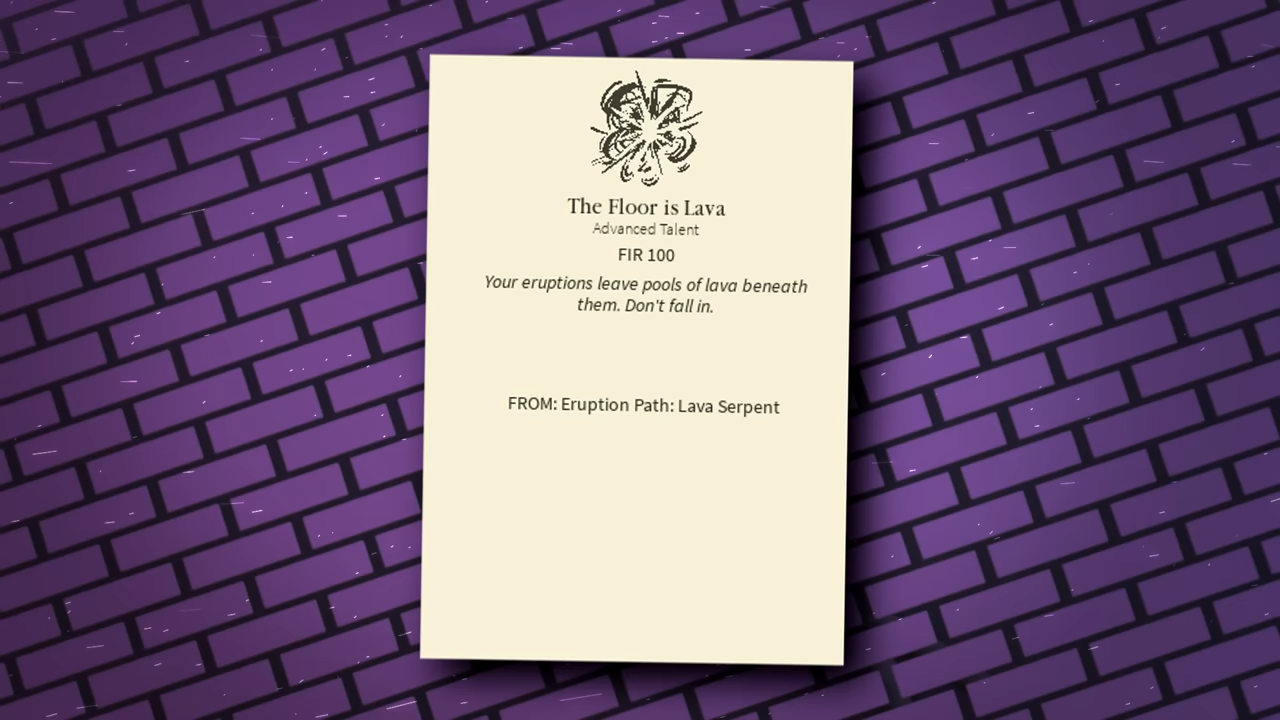 The Floor is Lava
Advanced Talent
FIR 100
Your eruptions leave pools of lava beneath
them. Don't fall in.
FROM: Eruption Path: Lava Serpent